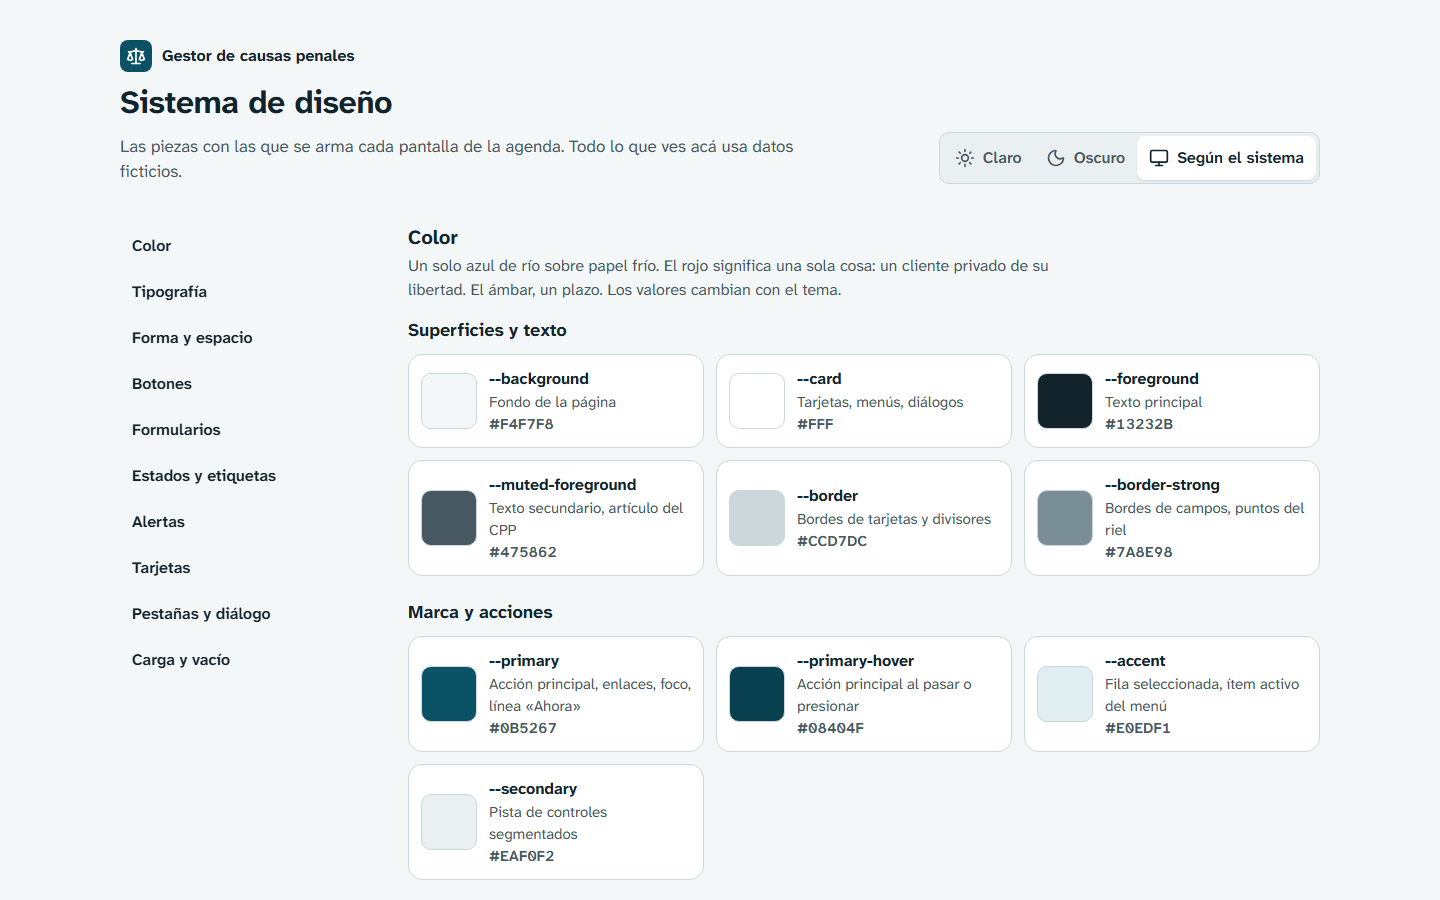 Gestor de causas penales
Sistema de diseño
Las piezas con las que se arma cada pantalla de la agenda. Todo lo que ves acá usa datos
ficticios.
Claro
Oscuro
Según el sistema
Color
Tipografía
Forma y espacio
Botones
Formularios
Estados y etiquetas
Alertas
Tarjetas
Pestañas y diálogo
Carga y vacío
Color
Un solo azul de río sobre papel frío. El rojo significa una sola cosa: un cliente privado de su
libertad. El ámbar, un plazo. Los valores cambian con el tema.
Superficies y texto
--background
Fondo de la página
#F4F7F8
--card
Tarjetas, menús, diálogos
#FFF
--foreground
Texto principal
#13232B
--muted-foreground
Texto secundario, artículo del
CPP
#475862
--border
Bordes de tarjetas y divisores
#CCD7DC
--border-strong
Bordes de campos, puntos del
riel
#7A8E98
Marca y acciones
--primary
Acción principal, enlaces, foco,
línea «Ahora»
#0B5267
--primary-hover
Acción principal al pasar o
presionar
#08404F
--accent
Fila seleccionada, ítem activo
del menú
#E0EDF1
--secondary
Pista de controles
segmentados
#EAF0F2